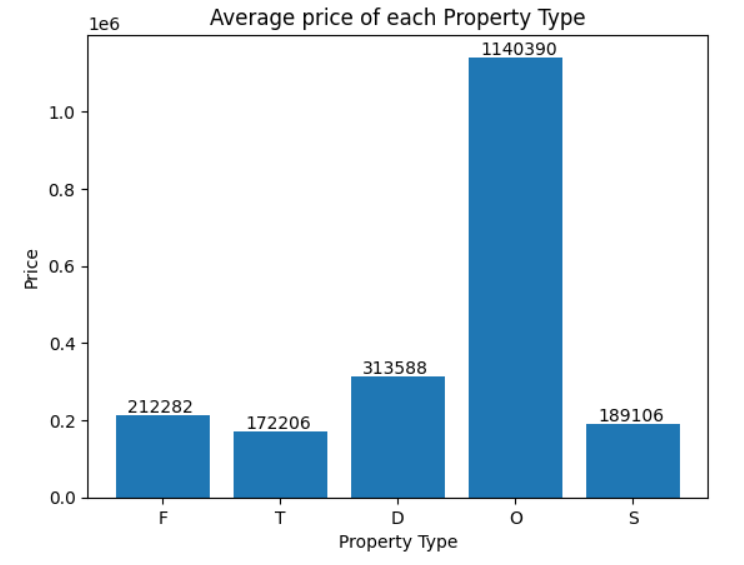 Average price of each Property Type
1e6
1.0
0.8
0.6
0.4
0.2
0.0
Price
212282
172206
313588
1140390
189106
F T D O S
Property Type